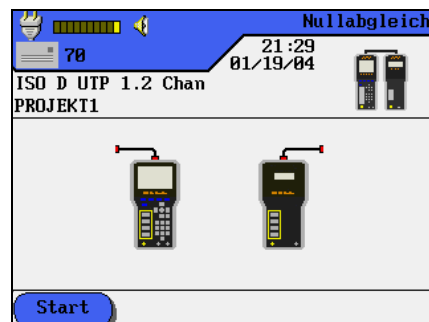 Nullabgleich
70
21:29
01/19/04
ISO D UTP 1.2 Chan
PROJEKT1
Start